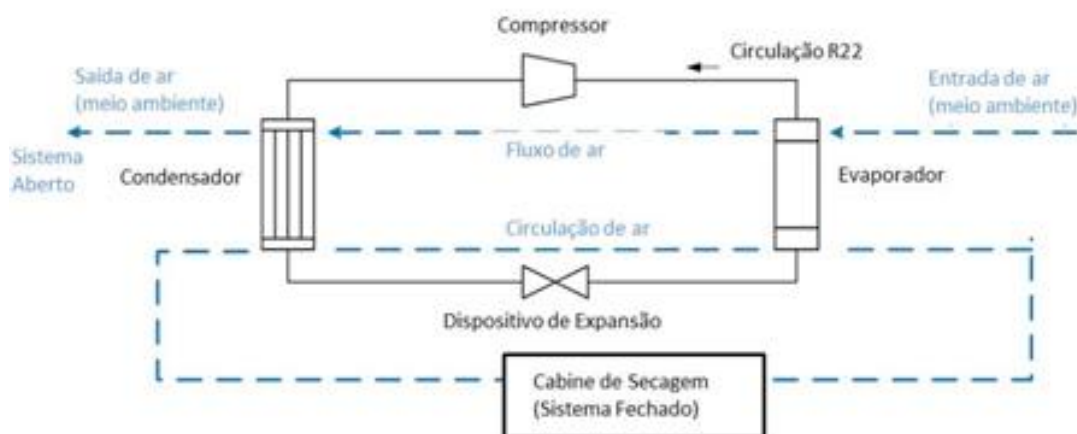 Compressor
Circulação R22
Saída de ar
(meio ambiente)
Entrada de ar
(meio ambiente)
Fluxo de ar
Sistema
Aberto
Condensador
Evaporador
Circulação de ar
Dispositivo de Expansão
Cabine de Secagem
(Sistema Fechado)